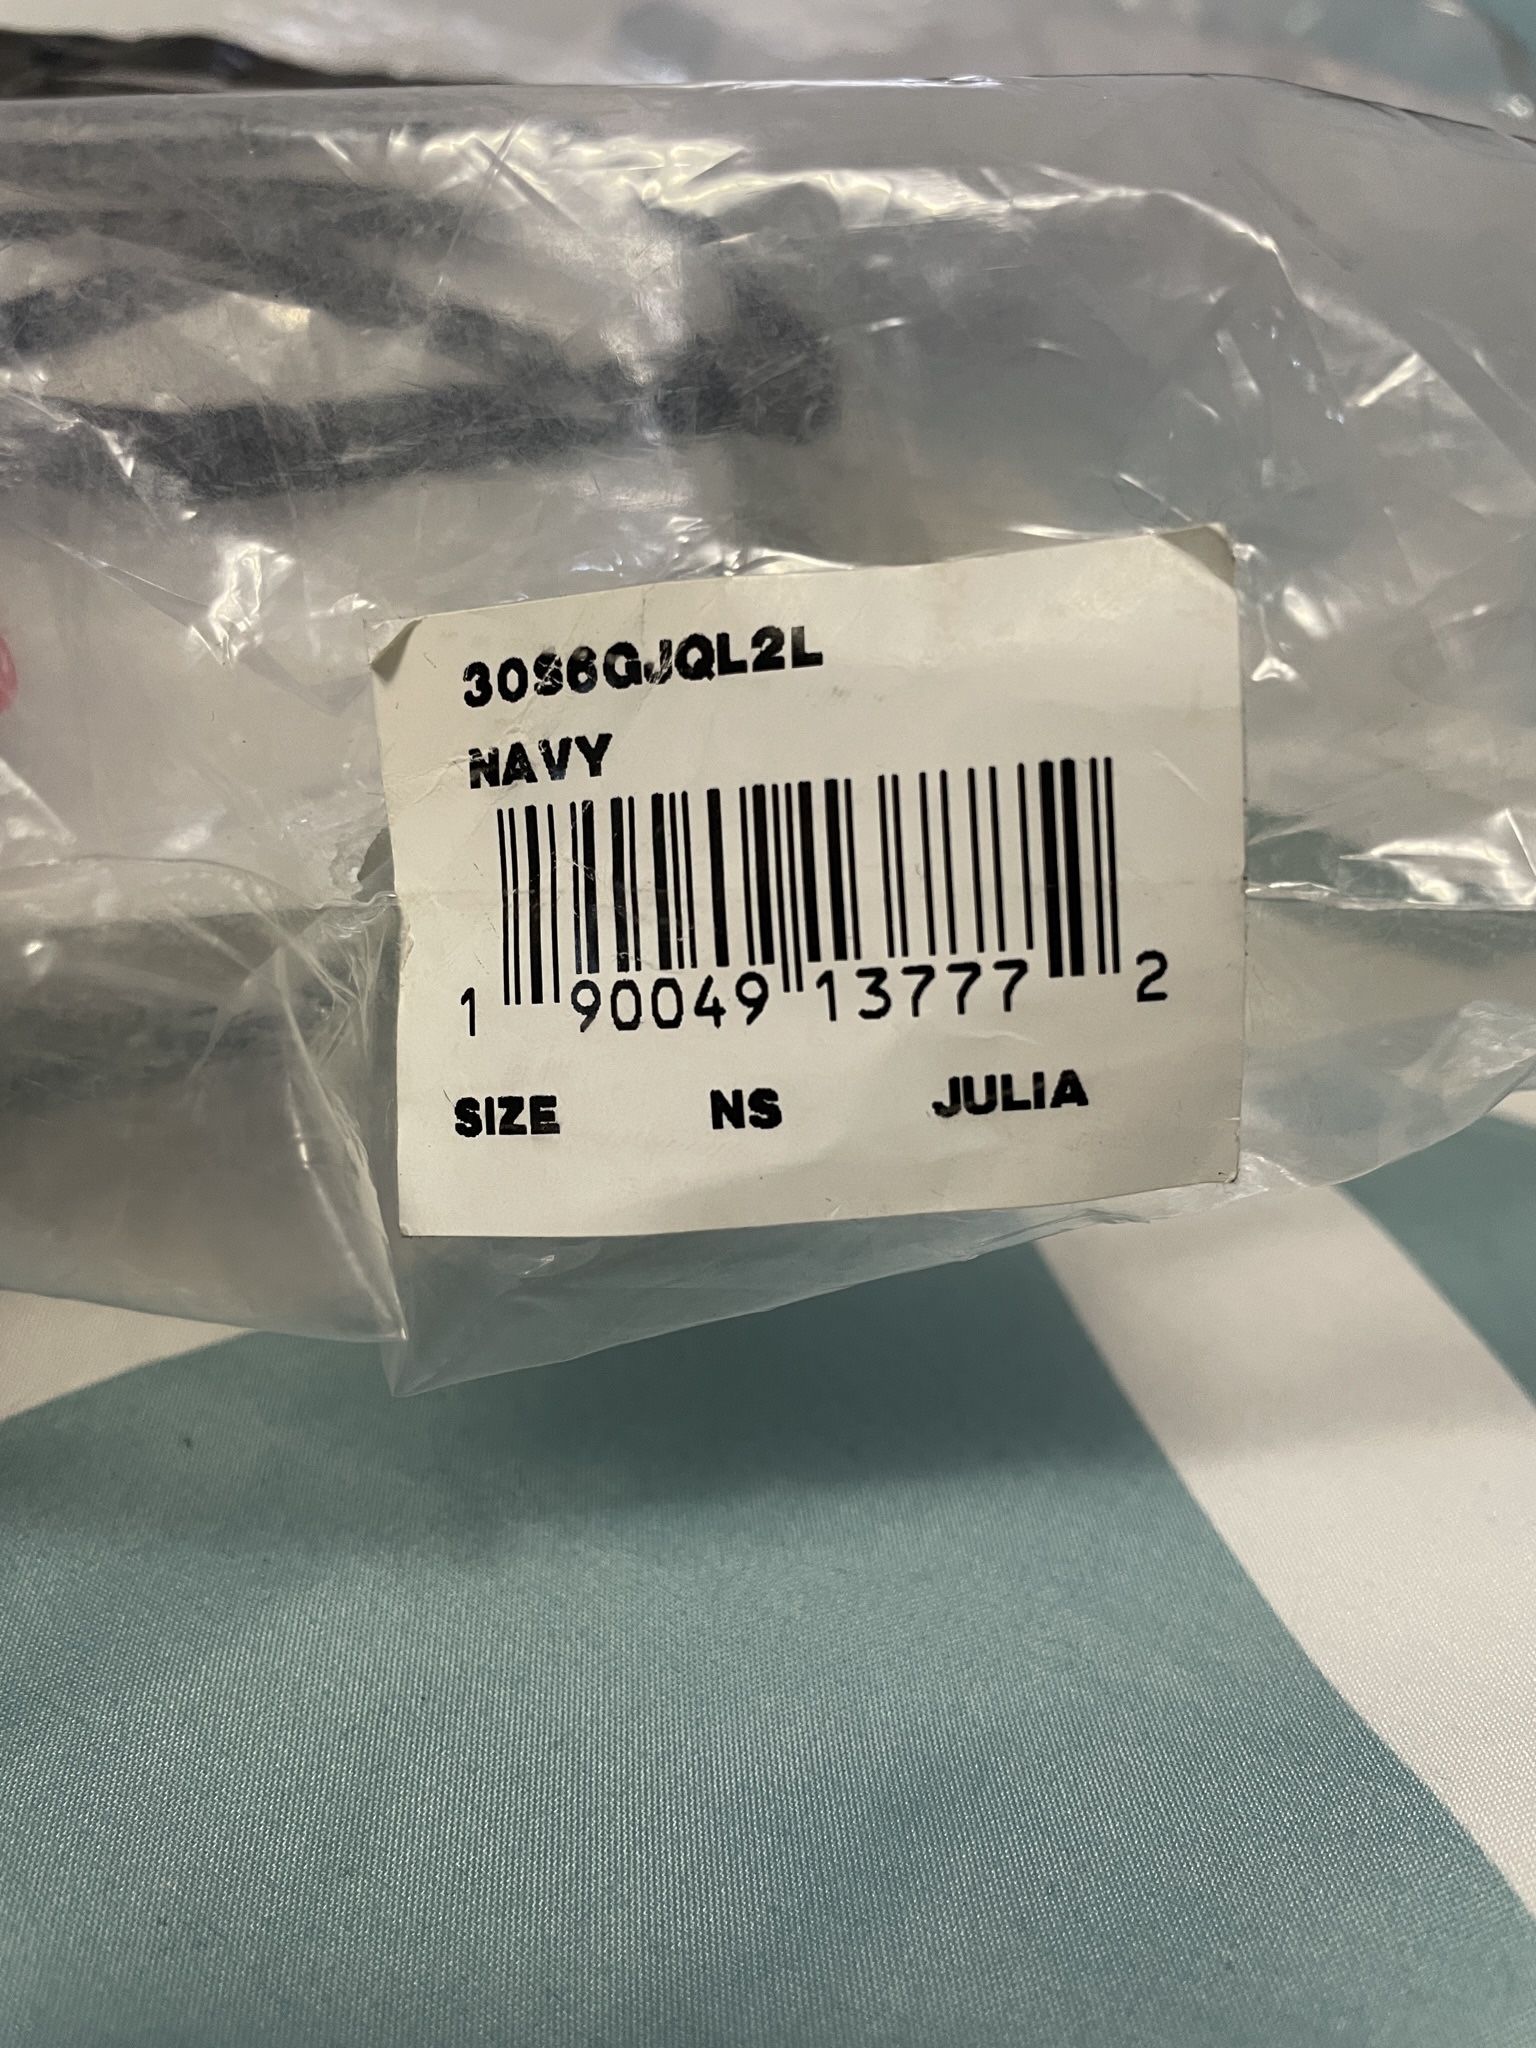 30S6GJQL2L
NAVY
1 90049 13777 2
SIZE NS JULIA